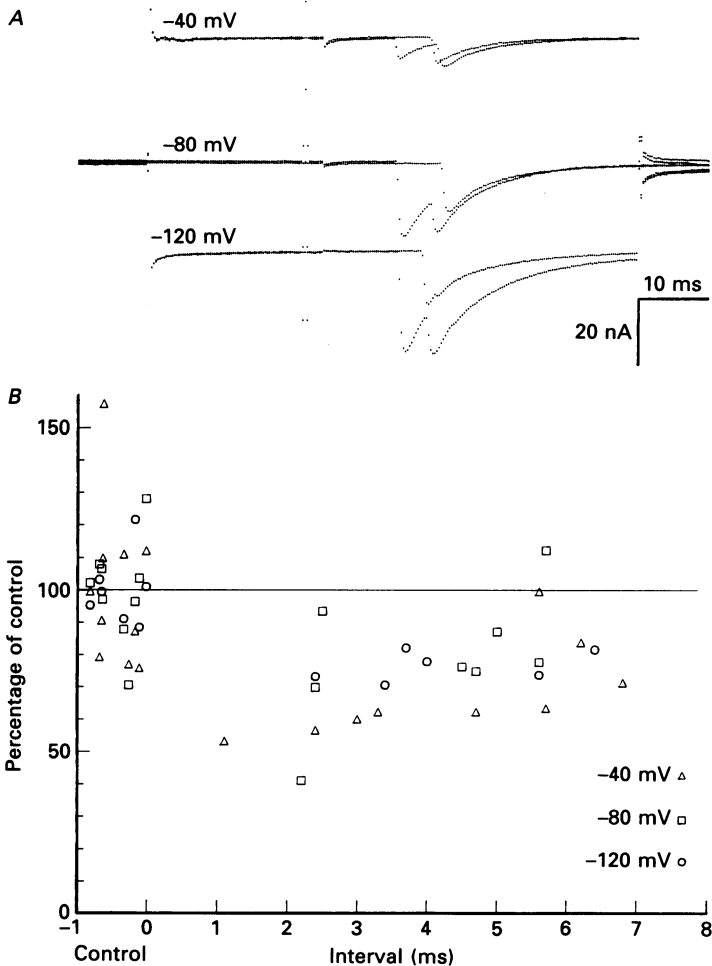 A
−40 mV
−80 mV
−120 mV
10 ms
20 nA
B
150
100
50
0
Percentage of control
−40 mV
−80 mV
−120 mV
−1 0 1 2 3 4 5 6 7 8
Control
Interval (ms)